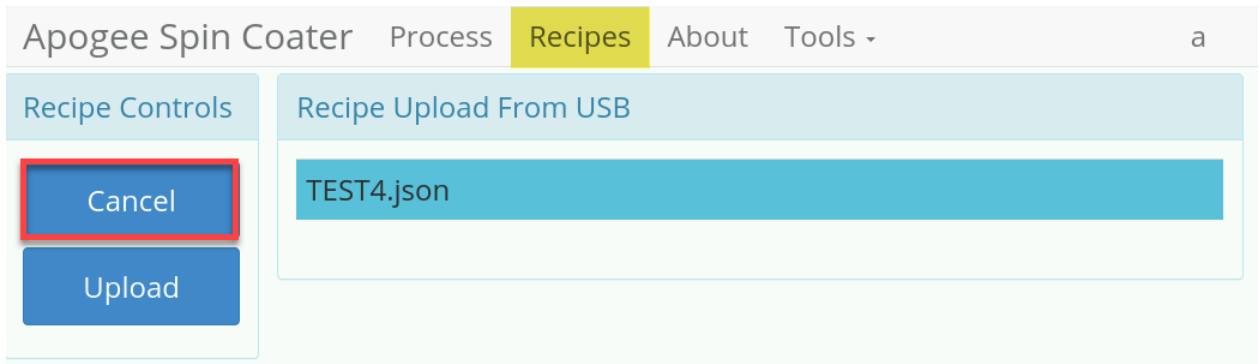 Apogee Spin Coater Process Recipes About Tools a
Recipe Controls
Cancel
Upload
Recipe Upload From USB
TEST4.json